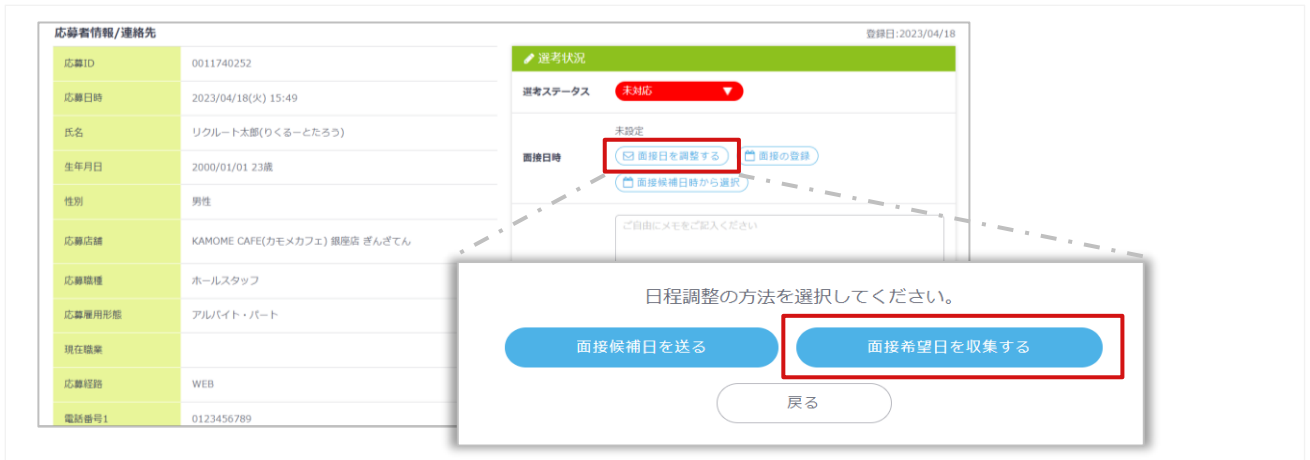 応募者情報/連絡先
登録日:2023/04/18
応募ID
0011740252
応募日時
2023/04/18(火) 15:49
氏名
リクルート太郎(りくるーとたろう)
生年月日
2000/01/01 23歳
性別
男性
応募店舗
KAMOME CAFE(カモメカフェ) 銀座店 ぎんざてん
応募職種
ホールスタッフ
応募雇用形態
アルバイト・パート
現在職業
応募経路
WEB
電話番号1
0123456789
選考状況
選考ステータス
未対応
面接日時
未設定
面接日を調整する
面接の登録
面接候補日時から選択
ご自由にメモをご記入ください
日程調整の方法を選択してください。
面接候補日を送る
面接希望日を収集する
戻る